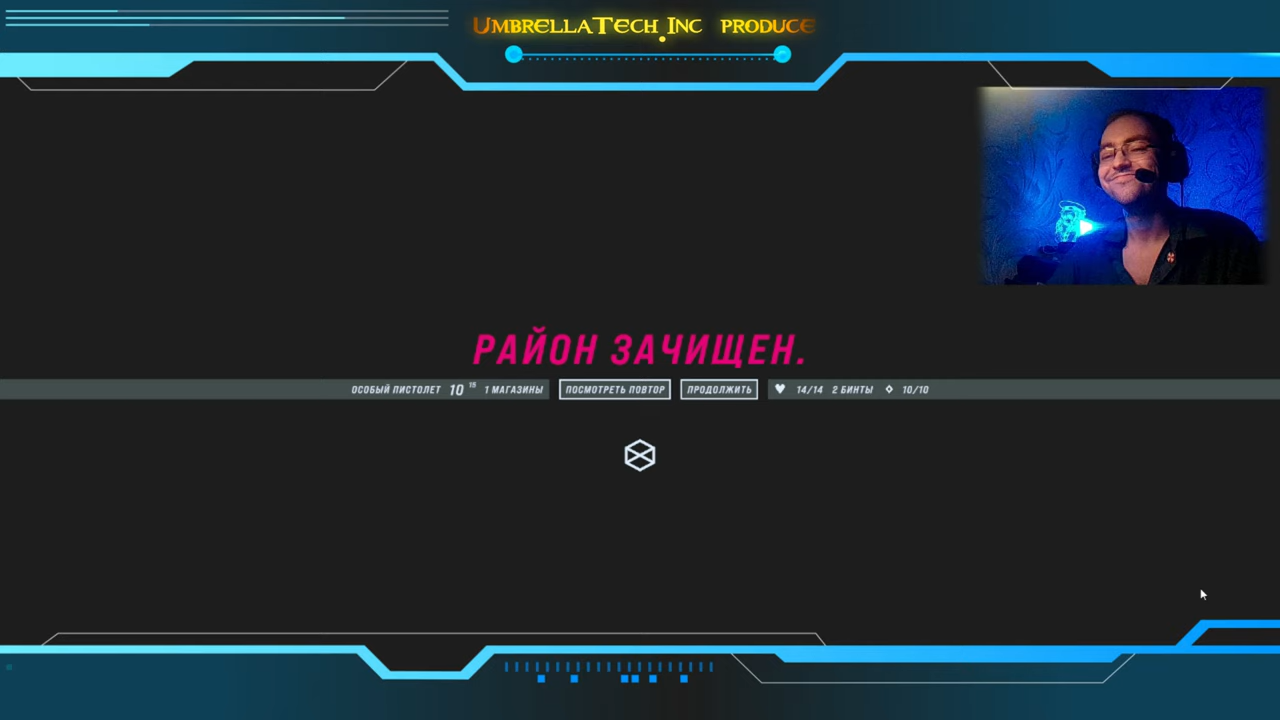 UmbrellaTech.Inc produce
РАЙОН ЗАЧИЩЕН.
ОСОБЫЙ ПИСТОЛЕТ 10 15 1 МАГАЗИНЫ ПОСМОТРЕТЬ ПОВТОР ПРОДОЛЖИТЬ 14/14 2 БИНТЫ 10/10